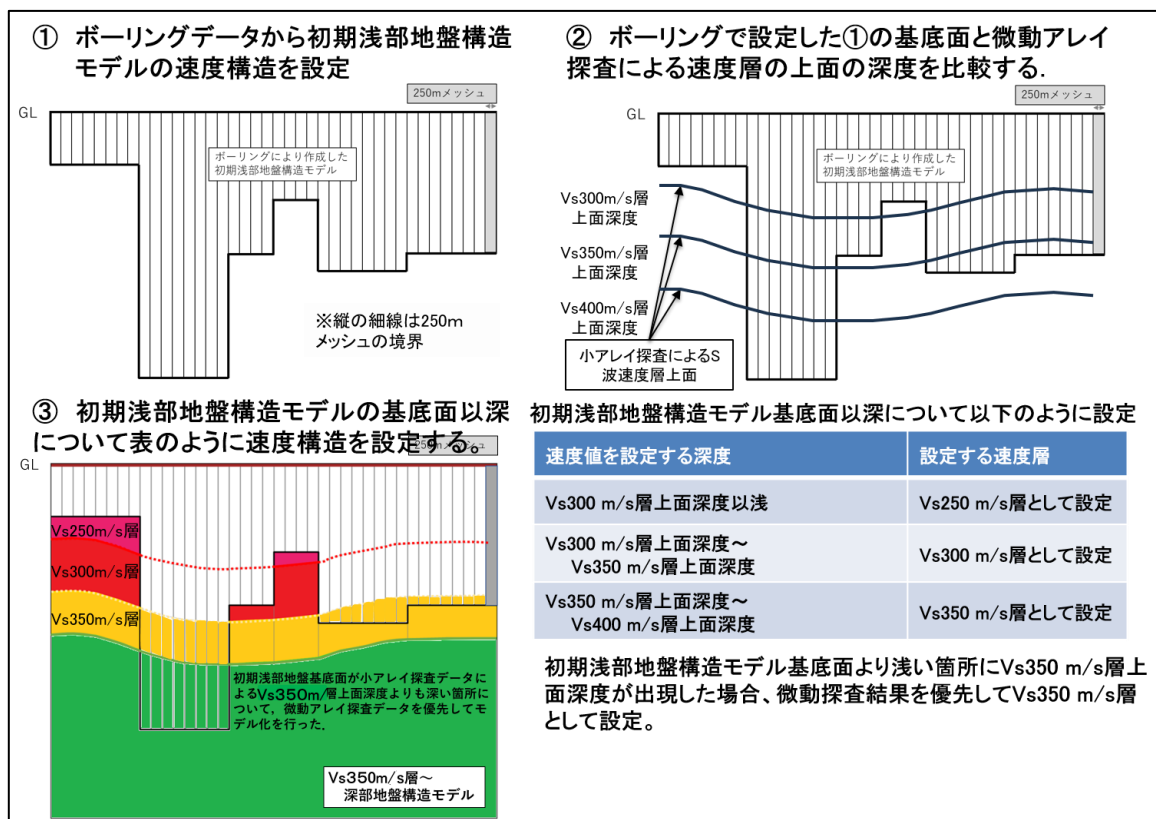 ① ボーリングデータから初期浅部地盤構造
モデルの速度構造を設定
250mメッシュ
GL
ボーリングにより作成した
初期浅部地盤構造モデル
※縦の細線は250m
メッシュの境界
② ボーリングで設定した①の基底面と微動アレイ
探査による速度層の上面の深度を比較する.
250mメッシュ
GL
ボーリングにより作成した
初期浅部地盤構造モデル
Vs300m/s層
上面深度
Vs350m/s層
上面深度
Vs400m/s層
上面深度
小アレイ探査によるS
波速度層上面
③ 初期浅部地盤構造モデルの基底面以深
について表のように速度構造を設定する。
250mメッシュ
GL
Vs250m/s層
Vs300m/s層
Vs350m/s層
初期浅部地盤基底面が小アレイ探査データに
よるVs350m/層上面深度よりも深い箇所に
ついて，微動アレイ探査データを優先してモ
デル化を行った．
Vs350m/s層～
深部地盤構造モデル
初期浅部地盤構造モデル基底面以深について以下のように設定
速度値を設定する深度
設定する速度層
Vs300 m/s層上面深度以浅
Vs250 m/s層として設定
Vs300 m/s層上面深度～
Vs350 m/s層上面深度
Vs300 m/s層として設定
Vs350 m/s層上面深度～
Vs400 m/s層上面深度
Vs350 m/s層として設定
初期浅部地盤構造モデル基底面より浅い箇所にVs350 m/s層上
面深度が出現した場合、微動探査結果を優先してVs350 m/s層
として設定。